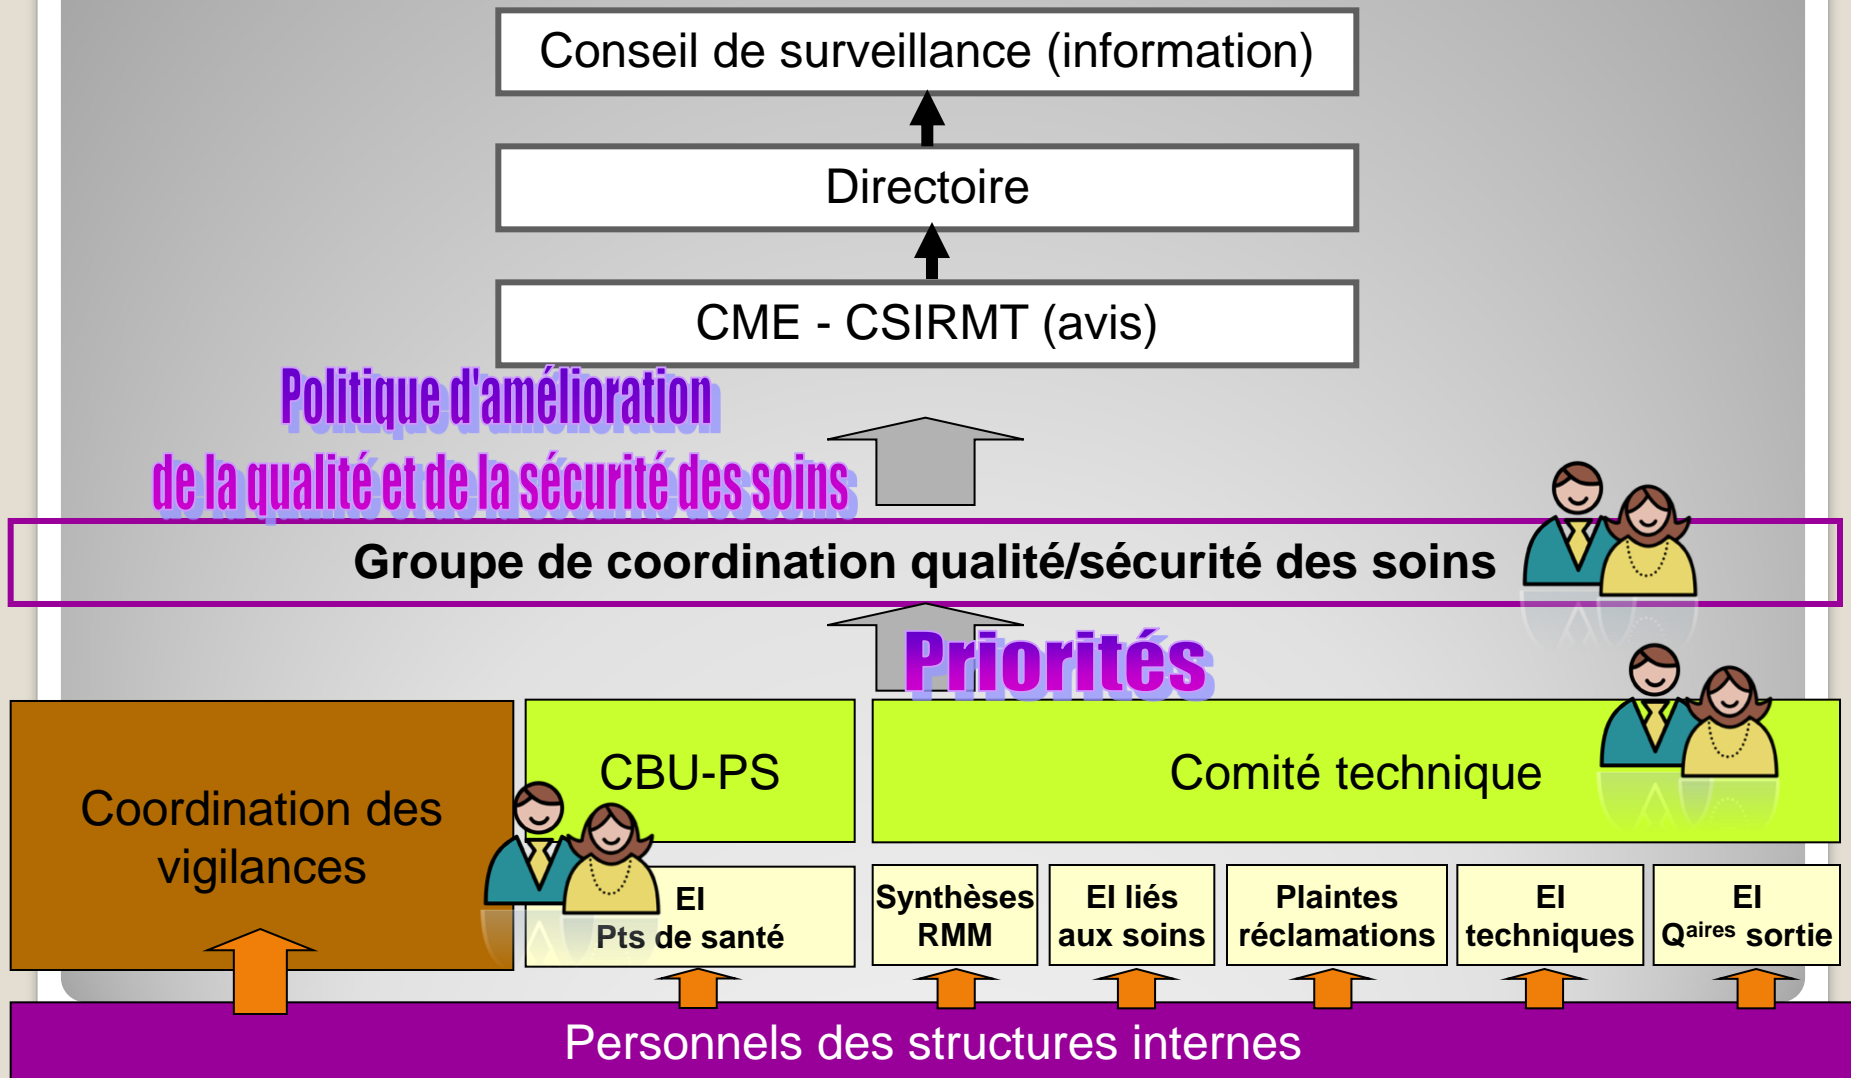 Conseil de surveillance (information)
Directoire
CME - CSIRMT (avis)
Politique d'amélioration
de la qualité et de la sécurité des soins
Groupe de coordination qualité/sécurité des soins
Priorités
Coordination des
vigilances
CBU-PS
Comité technique
EI
Pts de santé
Synthèses
RMM
EI liés
aux soins
Plaintes
réclamations
EI
techniques
EI
Qaires sortie
Personnels des structures internes